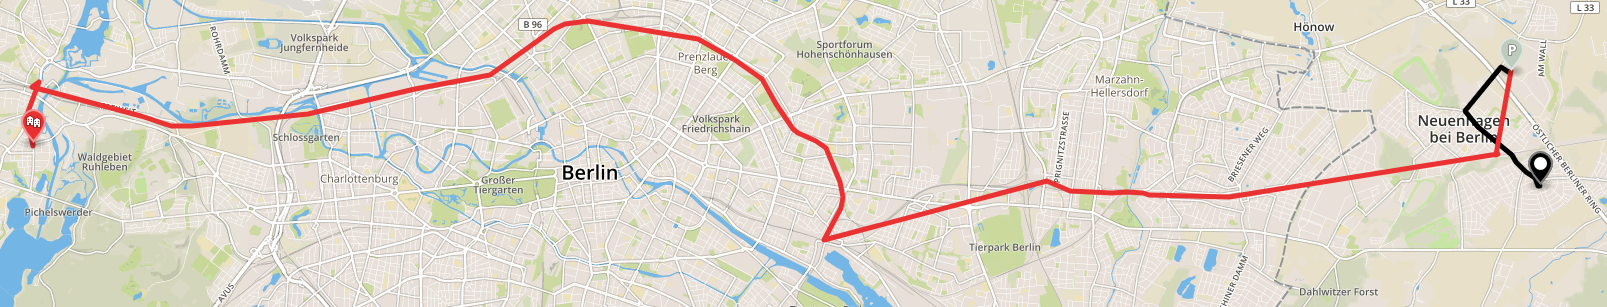 L 33
L 33
B 96
Hönow
ROHRDAMM
Volkspark
Jungfernheide
Sportforum
Hohenschönhausen
P
AM WALL
Prenzlauer
Berg
Marzahn-
Hellersdorf
Volkspark
Friedrichshain
Neuenhagen
bei Berlin
Schlossgarten
PRIGNITZSTRASSE
BRIESENER WEG
ÖSTLICHER BERLINER RING
Waldgebiet
Ruhleben
Berlin
Charlottenburg
Großer
Tiergarten
Pichelswerder
Tierpark Berlin
AVUS
Dahlwitzer Forst